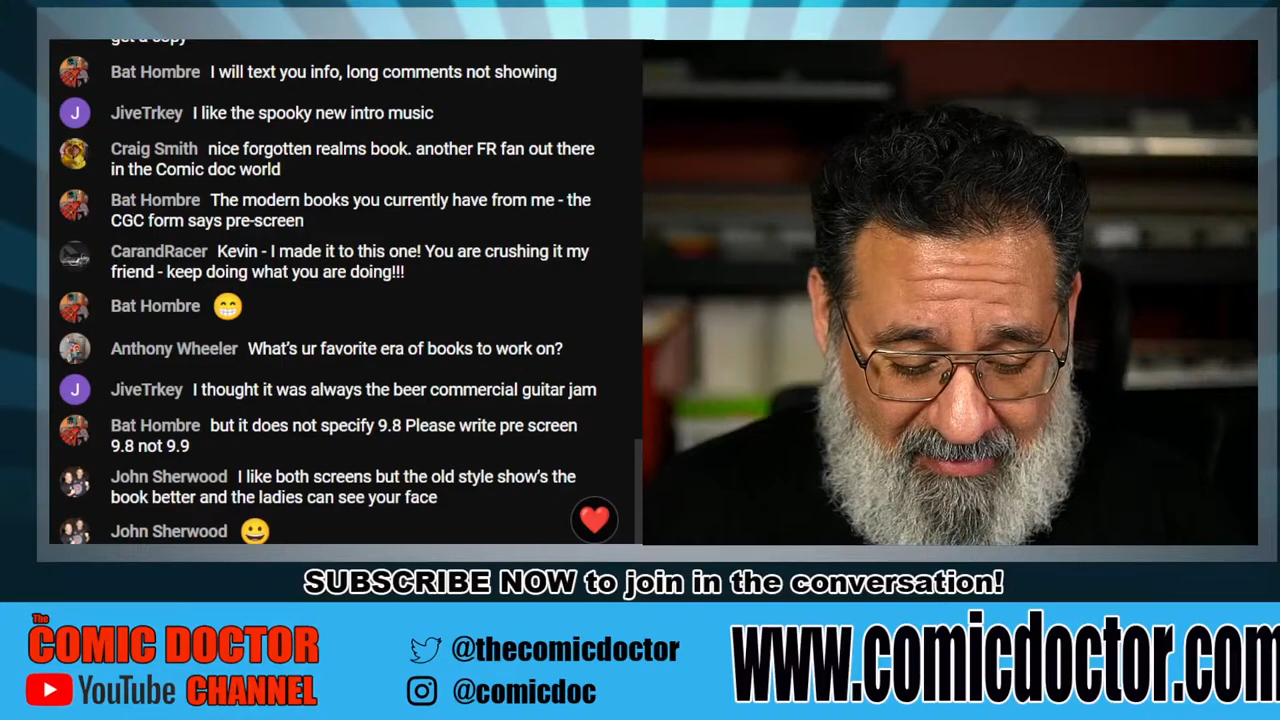 get a copy
Bat Hombre I will text you info, long comments not showing
J JiveTrkey I like the spooky new intro music
Craig Smith nice forgotten realms book. another FR fan out there
in the Comic doc world
Bat Hombre The modern books you currently have from me - the
CGC form says pre-screen
CarandRacer Kevin - I made it to this one! You are crushing it my
friend - keep doing what you are doing!!!
Bat Hombre 😁
Anthony Wheeler What's ur favorite era of books to work on?
J JiveTrkey I thought it was always the beer commercial guitar jam
Bat Hombre but it does not specify 9.8 Please write pre screen
9.8 not 9.9
John Sherwood I like both screens but the old style show's the
book better and the ladies can see your face
John Sherwood 😀
SUBSCRIBE NOW to join in the conversation!
The
COMIC DOCTOR
YouTube CHANNEL
@thecomicdoctor
@comicdoc
www.comicdoctor.com